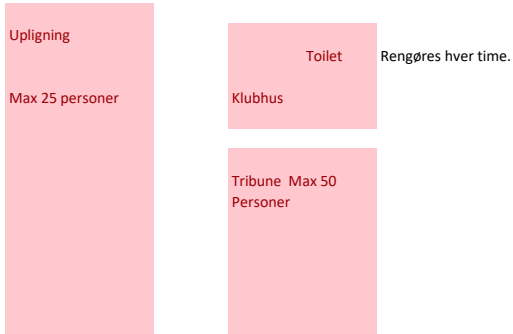 Upligning
Max 25 personer
Toilet
Rengøres hver time.
Klubhus
Tribune  Max 50
Personer